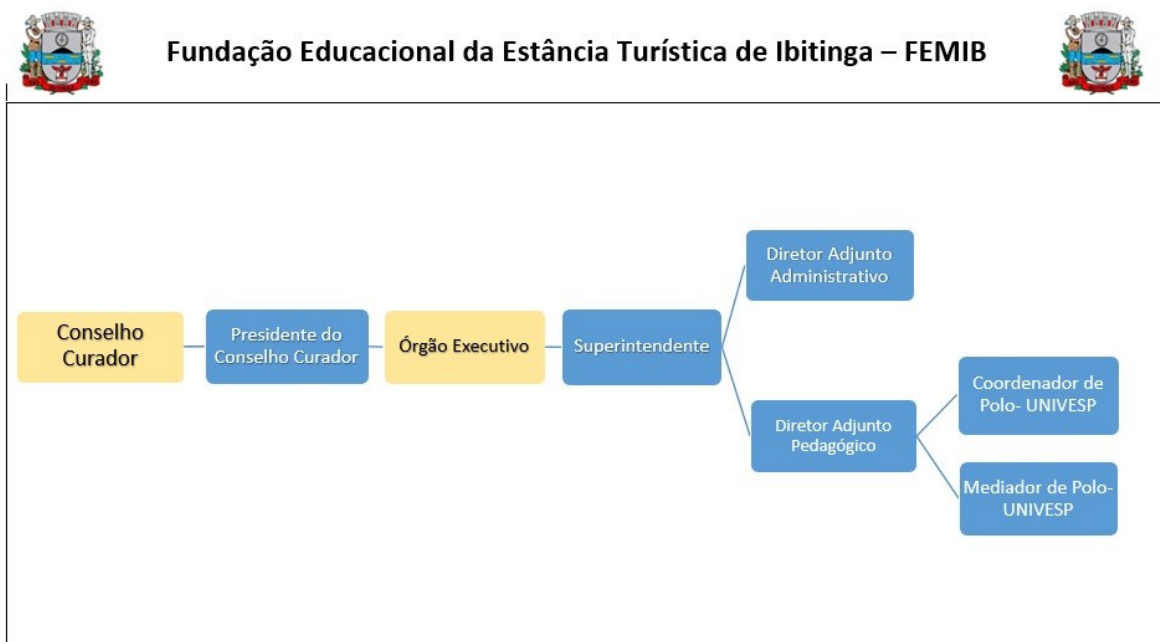 Fundação Educacional da Estância Turística de Ibitinga – FEMIB
Conselho
Curador
Presidente do
Conselho Curador
Órgão Executivo
Superintendente
Diretor Adjunto
Administrativo
Diretor Adjunto
Pedagógico
Coordenador de
Polo- UNIVESP
Mediador de Polo-
UNIVESP